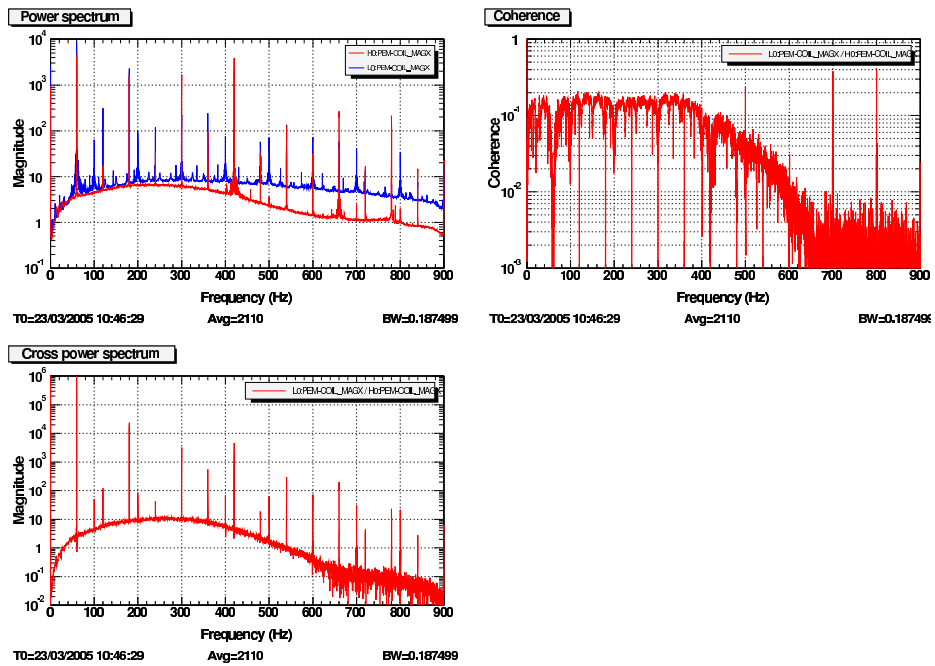 Power spectrum
10^4
10^3
10^2
10
1
10^-1
Magnitude
H0:PEM-COIL_MAGX
L0:PEM-COIL_MAGX
0 100 200 300 400 500 600 700 800 900
Frequency (Hz)
T0=23/03/2005 10:46:29 Avg=2110 BW=0.187499
Coherence
1
10^-1
10^-2
10^-3
Coherence
L0:PEM-COIL_MAGX / H0:PEM-COIL_MAGX
0 100 200 300 400 500 600 700 800 900
Frequency (Hz)
T0=23/03/2005 10:46:29 Avg=2110 BW=0.187499
Cross power spectrum
10^6
10^5
10^4
10^3
10^2
10
1
10^-1
10^-2
Magnitude
L0:PEM-COIL_MAGX / H0:PEM-COIL_MAGX
0 100 200 300 400 500 600 700 800 900
Frequency (Hz)
T0=23/03/2005 10:46:29 Avg=2110 BW=0.187499